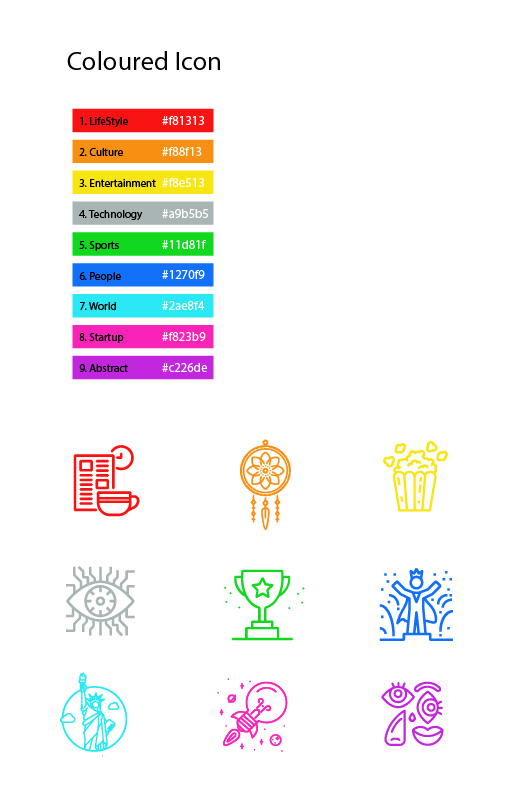 Coloured Icon
1. LifeStyle #f81313
2. Culture #f88f13
3. Entertainment #f8e513
4. Technology #a9b5b5
5. Sports #11d81f
6. People #1270f9
7. World #2ae8f4
8. Startup #f823b9
9. Abstract #c226de